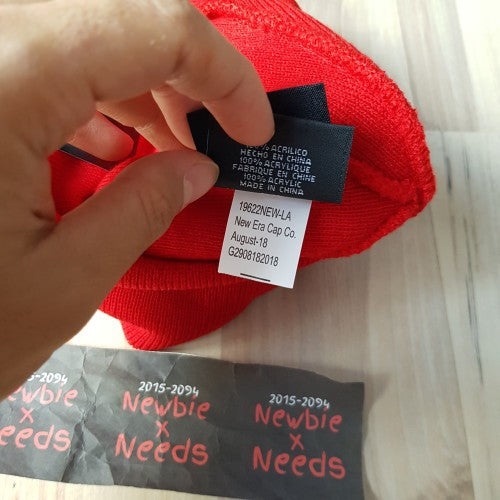 100% ACRILICO
HECHO EN CHINA
100% ACRYLIQUE
FABRIQUE EN CHINE
100% ACRYLIC
MADE IN CHINA
19622NEW-LA
New Era Cap Co.
August-18
G2908182018
5-2094
Newbie
x
Needs
2015-2094
Newbie
x
Needs
2015-2094
Newbie
x
Needs